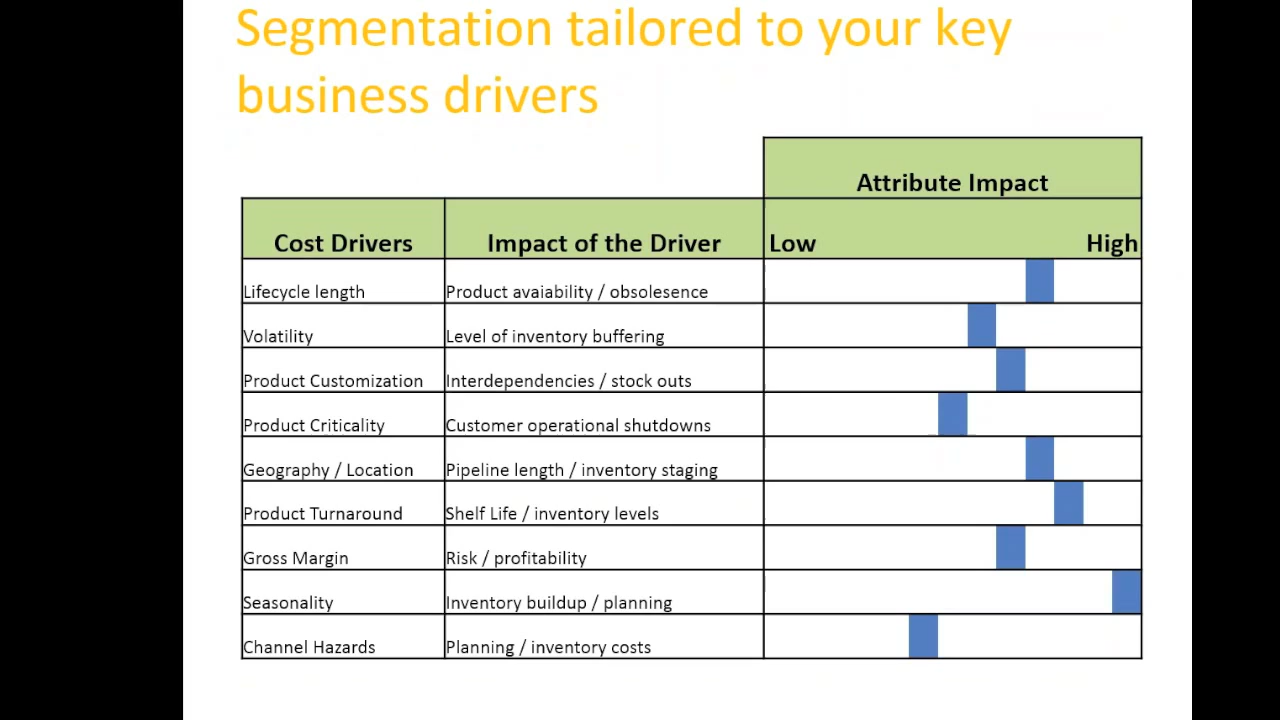 Segmentation tailored to your key
business drivers
Attribute Impact
Cost Drivers Impact of the Driver Low High
Lifecycle length Product avaiability / obsolesence
Volatility Level of inventory buffering
Product Customization Interdependencies / stock outs
Product Criticality Customer operational shutdowns
Geography / Location Pipeline length / inventory staging
Product Turnaround Shelf Life / inventory levels
Gross Margin Risk / profitability
Seasonality Inventory buildup / planning
Channel Hazards Planning / inventory costs